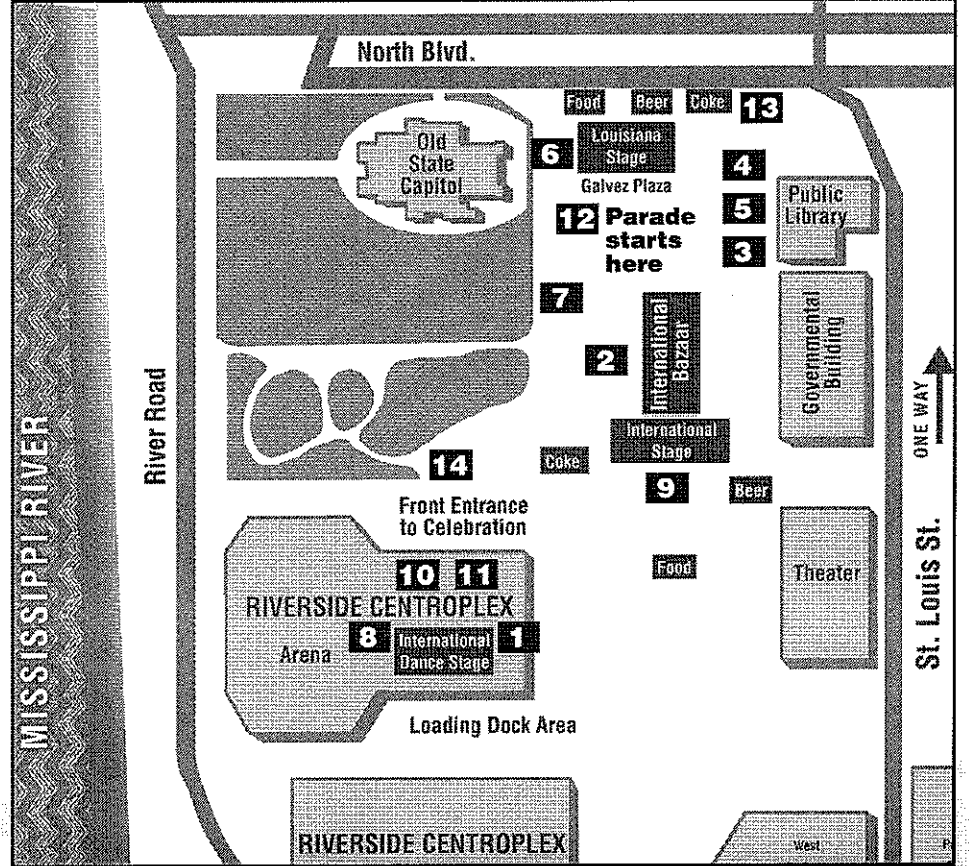 North Blvd.
Food
Beer
Coke
13
Old
State
Capitol
6
Louisiana
Stage
Galvez Plaza
4
5
3
Public
Library
12
Parade
starts
here
7
2
International
Bazaar
Governmental
Building
ONE WAY
River Road
MISSISSIPPI RIVER
International
Stage
14
Coke
9
Beer
Front Entrance
to Celebration
Food
Theater
St. Louis St.
10
11
RIVERSIDE CENTROPLEX
8
International
Dance Stage
1
Arena
Loading Dock Area
RIVERSIDE CENTROPLEX
West